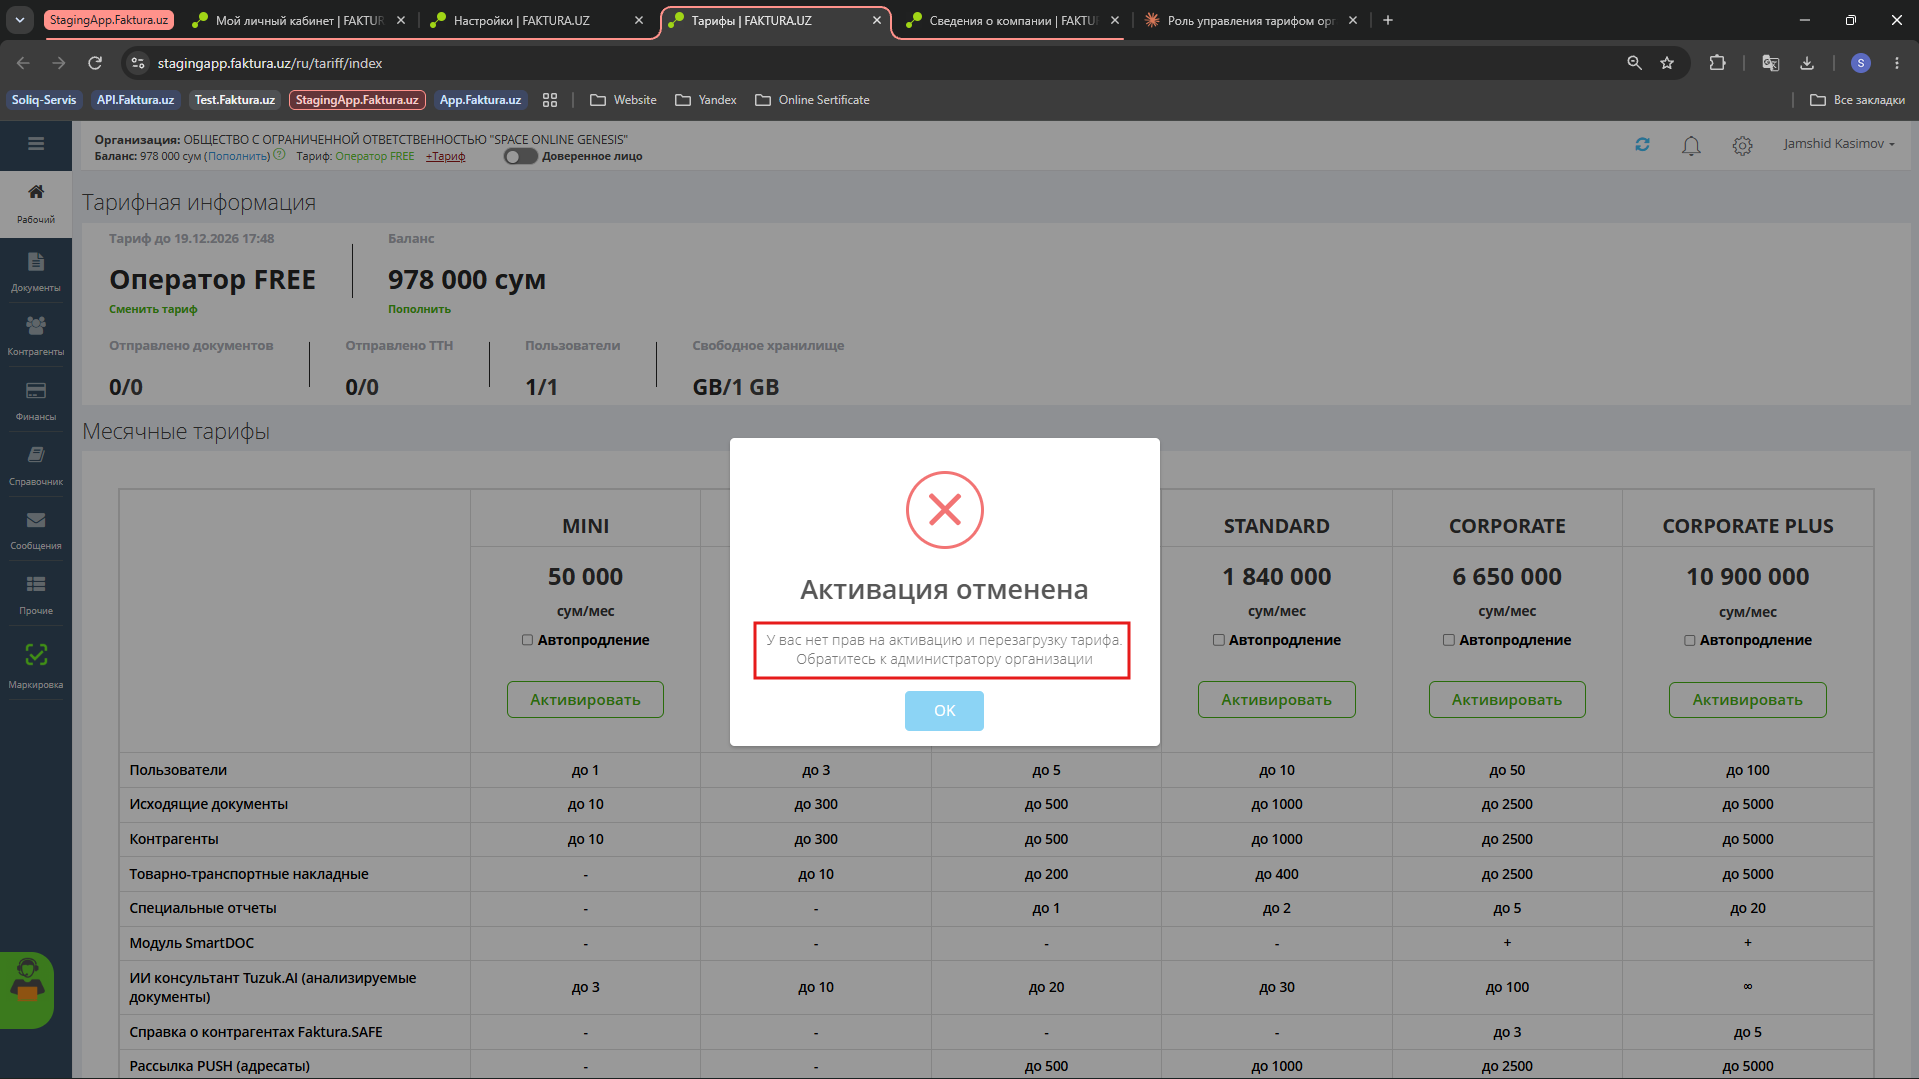 StagingApp.Faktura.uz
Мой личный кабинет | FAKTUR
Настройки | FAKTURA.UZ
Тарифы | FAKTURA.UZ
Сведения о компании | FAKTU
Роль управления тарифом орг
stagingapp.faktura.uz/ru/tariff/index
S
Soliq-Servis
API.Faktura.uz
Test.Faktura.uz
StagingApp.Faktura.uz
App.Faktura.uz
Website
Yandex
Online Sertificate
Все закладки
Организация: ОБЩЕСТВО С ОГРАНИЧЕННОЙ ОТВЕТСТВЕННОСТЬЮ "SPACE ONLINE GENESIS"
Баланс: 978 000 сум (Пополнить) ? Тариф: Оператор FREE +Тариф Доверенное лицо
Jamshid Kasimov
Рабочий
Документы
Контрагенты
Финансы
Справочник
Сообщения
Прочие
Маркировка
Тарифная информация
Тариф до 19.12.2026 17:48
Баланс
Оператор FREE
978 000 сум
Сменить тариф
Пополнить
Отправлено документов
Отправлено ТТН
Пользователи
Свободное хранилище
0/0
0/0
1/1
GB/1 GB
Месячные тарифы
MINI
STANDARD
CORPORATE
CORPORATE PLUS
50 000
1 840 000
6 650 000
10 900 000
сум/мес
сум/мес
сум/мес
сум/мес
Автопродление
Автопродление
Автопродление
Автопродление
Активировать
Активировать
Активировать
Активировать
Активация отменена
У вас нет прав на активацию и перезагрузку тарифа.
Обратитесь к администратору организации
OK
Пользователи до 1 до 3 до 5 до 10 до 50 до 100
Исходящие документы до 10 до 300 до 500 до 1000 до 2500 до 5000
Контрагенты до 10 до 300 до 500 до 1000 до 2500 до 5000
Товарно-транспортные накладные - до 10 до 200 до 400 до 2500 до 5000
Специальные отчеты - - до 1 до 2 до 5 до 20
Модуль SmartDOC - - - - + +
ИИ консультант Tuzuk.AI (анализируемые
документы) до 3 до 10 до 20 до 30 до 100 ∞
Справка о контрагентах Faktura.SAFE - - - - до 3 до 5
Рассылка PUSH (адресаты) - - до 500 до 1000 до 2500 до 5000